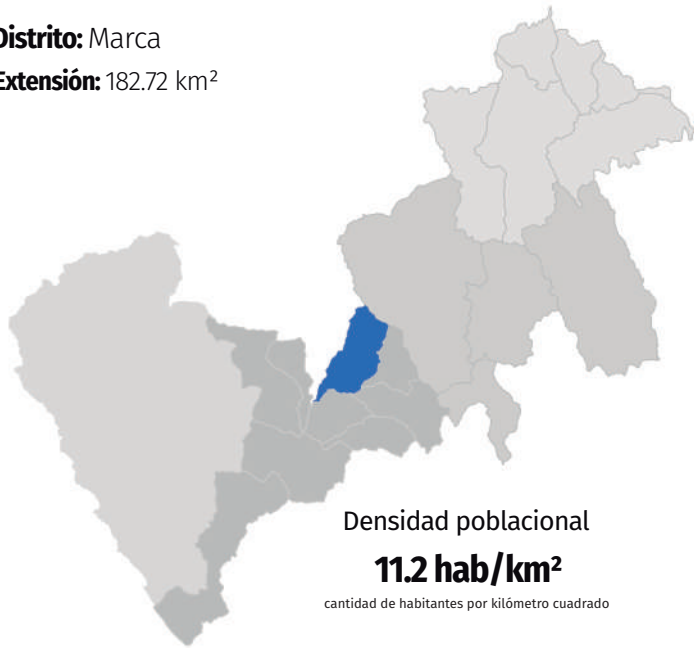 Distrito: Marca
Extensión: 182.72 km²
Densidad poblacional
11.2 hab/km²
cantidad de habitantes por kilómetro cuadrado